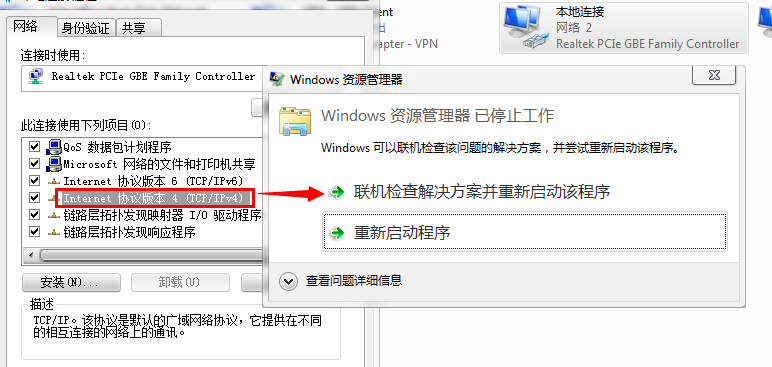 网络
身份验证
共享
连接时使用:
Realtek PCIe GBE Family Controller
此连接使用下列项目(O):
QoS 数据包计划程序
Microsoft 网络的文件和打印机共享
Internet 协议版本 6 (TCP/IPv6)
Internet 协议版本 4 (TCP/IPv4)
链路层拓扑发现映射器 I/O 驱动程序
链路层拓扑发现响应程序
安装(N)...
卸载(U)
描述
TCP/IP。该协议是默认的广域网络协议，它提供在不同
的相互连接的网络上的通讯。
ent
出
apter - VPN
本地连接
网络 2
Realtek PCIe GBE Family Controller
Windows 资源管理器
Windows 资源管理器 已停止工作
Windows 可以联机检查该问题的解决方案，并尝试重新启动该程序。
联机检查解决方案并重新启动该程序
重新启动程序
查看问题详细信息